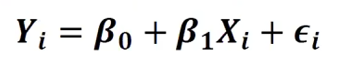 Yᵢ = β₀ + β₁Xᵢ + ϵᵢ